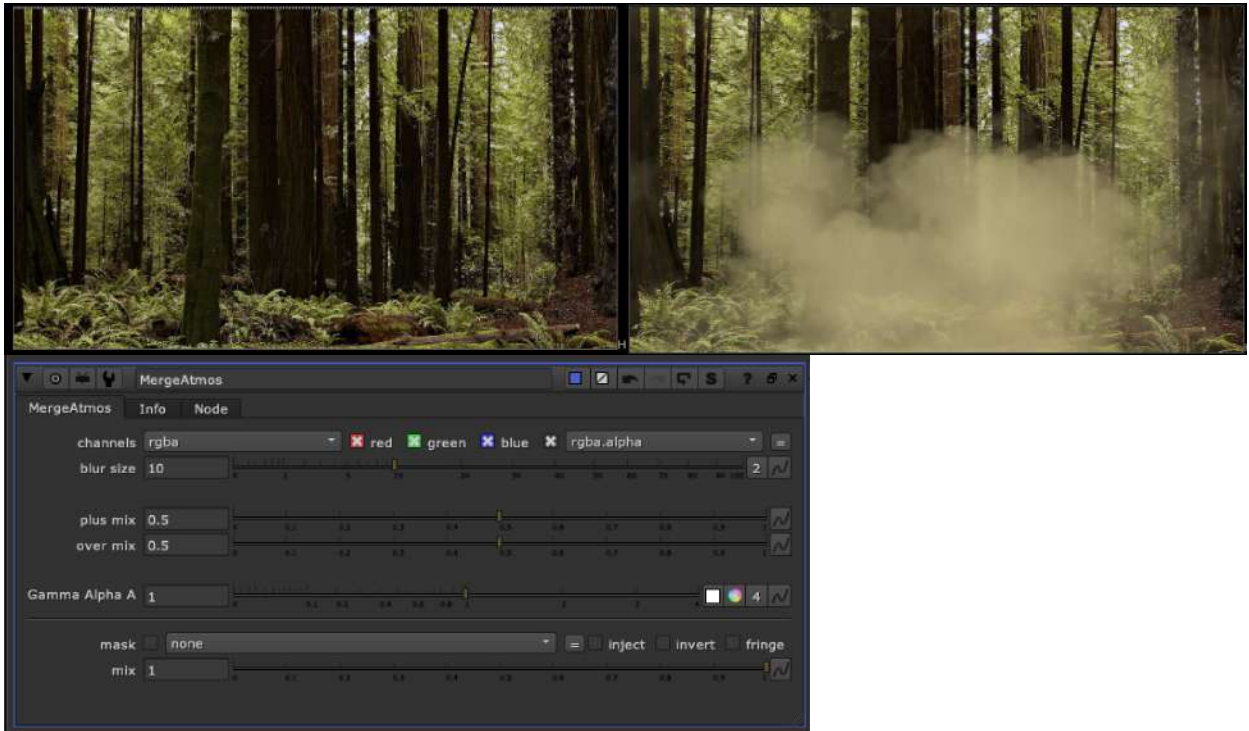 H
MergeAtmos
S ?
MergeAtmos Info Node
channels rgba red green blue rgba.alpha =
blur size 10 2
plus mix 0.5
over mix 0.5
Gamma Alpha A 1 4
mask none = inject invert fringe
mix 1